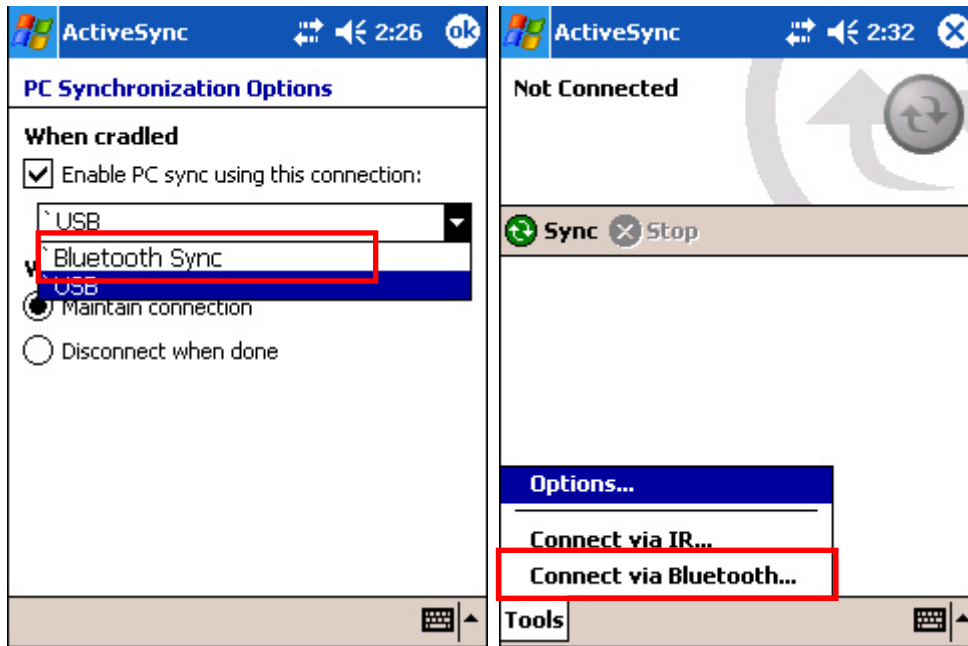 ActiveSync 2:26 ok
PC Synchronization Options
When cradled
Enable PC sync using this connection:
` USB
` Bluetooth Sync
` USB
Maintain connection
Disconnect when done
ActiveSync 2:32
Not Connected
Sync Stop
Options...
Connect via IR...
Connect via Bluetooth...
Tools